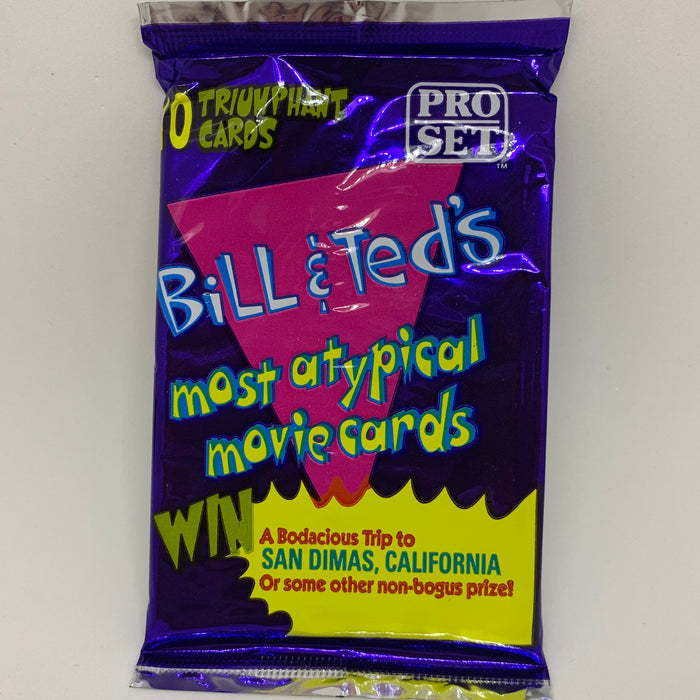 10 TRIUMPHANT
CARDS
PRO
SET
TM
BiLL & Ted's
most atypical
movie cards
WIN
A Bodacious Trip to
SAN DIMAS, CALIFORNIA
Or some other non-bogus prize!